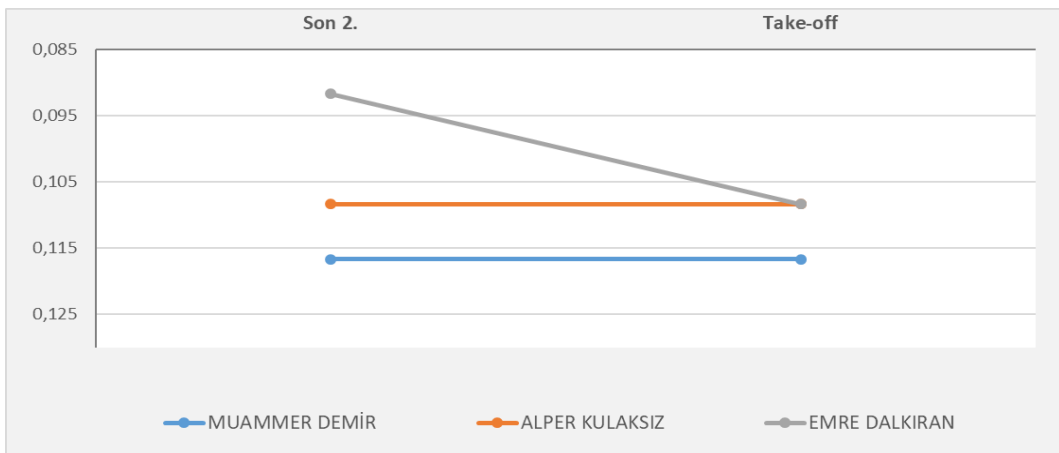 Son 2. Take-off
0,085
0,095
0,105
0,115
0,125
MUAMMER DEMİR ALPER KULAKSIZ EMRE DALKIRAN